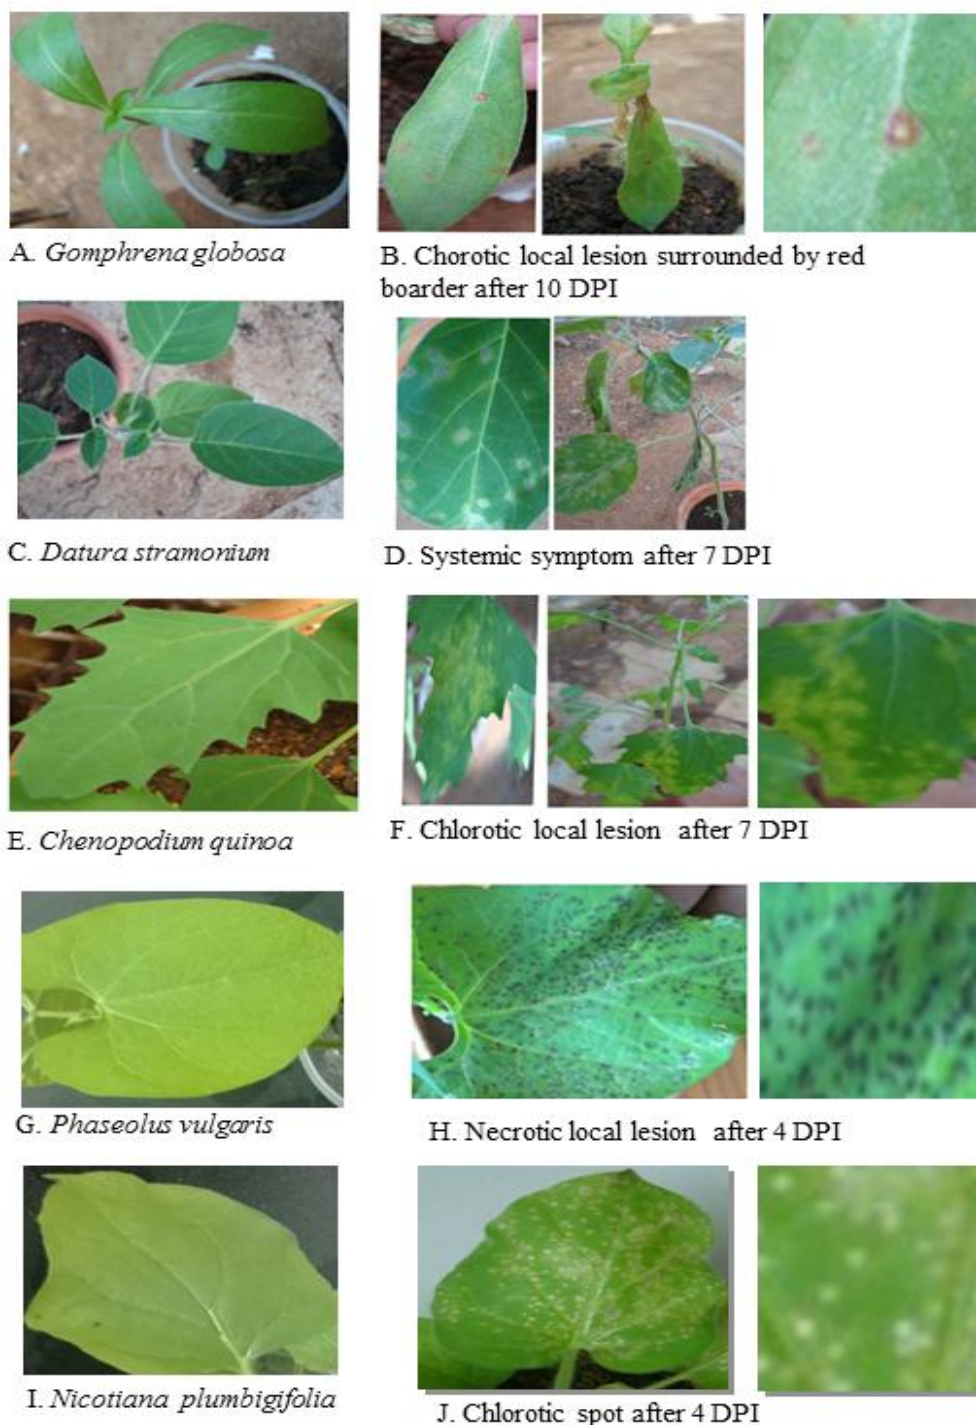 A. Gomphrena globosa
B. Chorotic local lesion surrounded by red
boarder after 10 DPI
C. Datura stramonium
D. Systemic symptom after 7 DPI
E. Chenopodium quinoa
F. Chlorotic local lesion after 7 DPI
G. Phaseolus vulgaris
H. Necrotic local lesion after 4 DPI
I. Nicotiana plumbigifolia
J. Chlorotic spot after 4 DPI